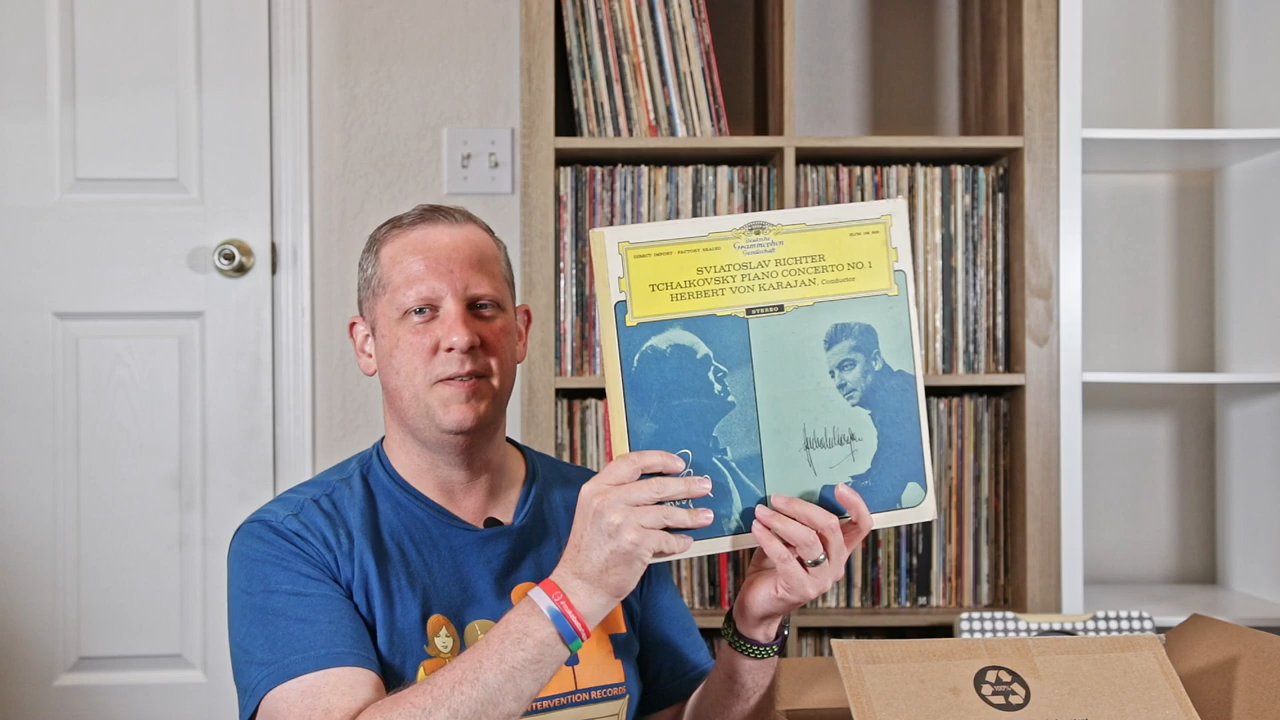 DIRECT IMPORT - FACTORY SEALED
Deutsche
Grammophon
Gesellschaft
SVIATOSLAV RICHTER
TCHAIKOVSKY PIANO CONCERTO NO. 1
HERBERT VON KARAJAN, Conductor
STEREO
INTERVENTION RECORDS
100%